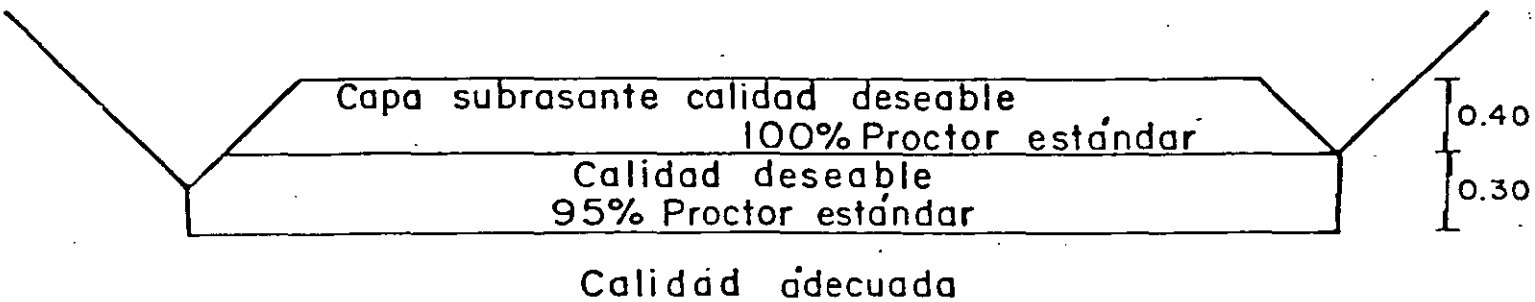 Capa subrasante calidad deseable
100% Proctor estándar
0.40
Calidad deseable
95% Proctor estándar
0.30
Calidad adecuada